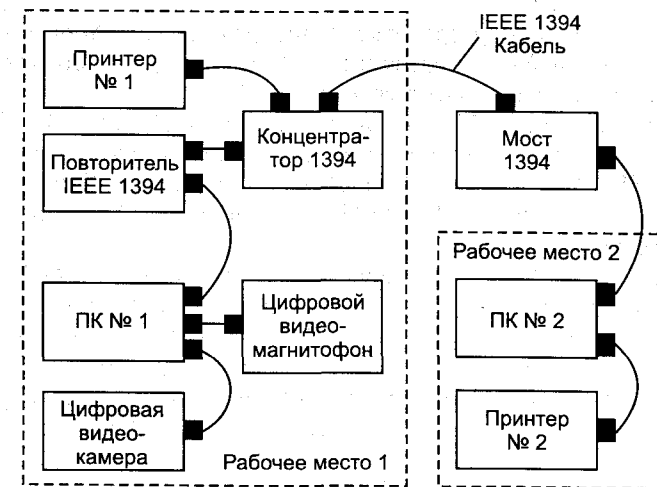 IEEE 1394
Кабель
Принтер
№ 1
Концентра-
тор 1394
Мост
1394
Повторитель
IEEE 1394
Рабочее место 2
ПК № 1
Цифровой
видео-
магнитофон
ПК № 2
Цифровая
видео-
камера
Принтер
№ 2
Рабочее место 1